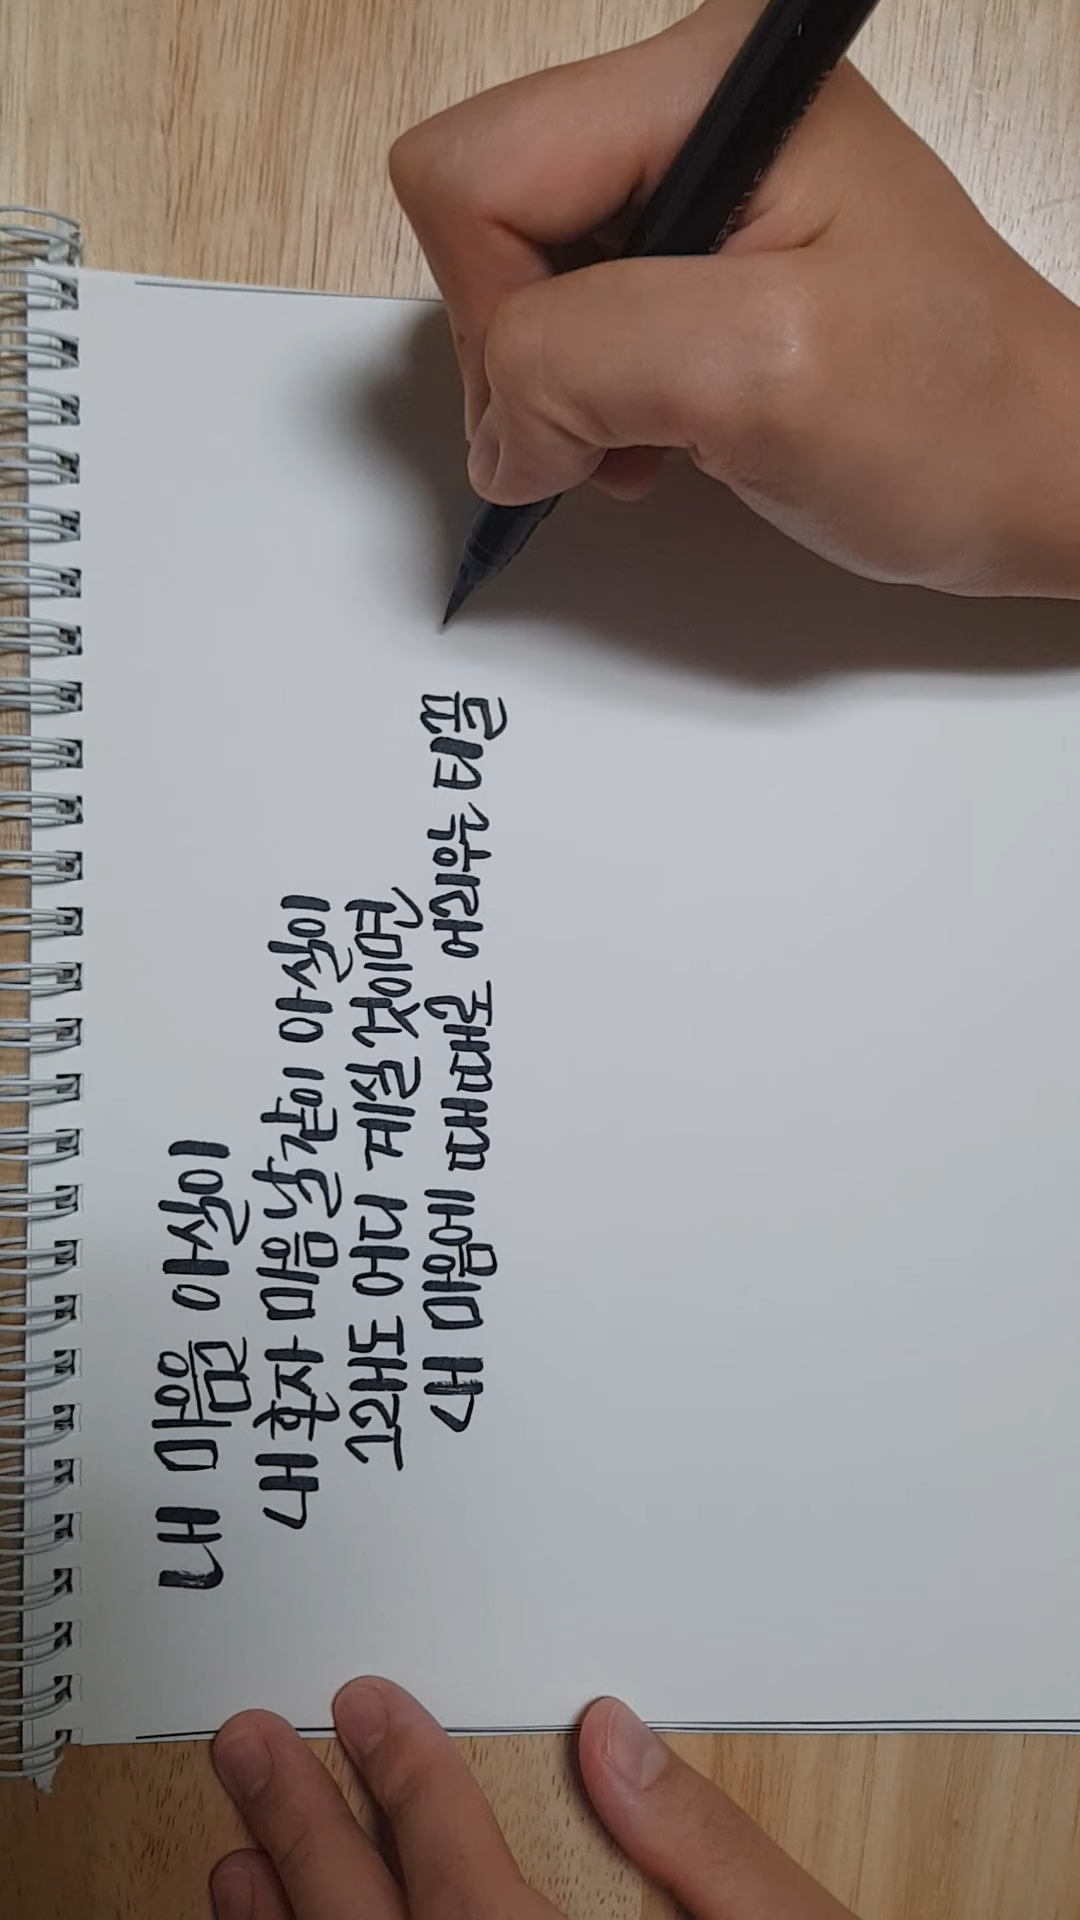 내 마음 아실이
내 혼자 마음 날 같이 아실이
그래도 어디 계실 것이면
내 마음에 때때로 어리우는 티끌